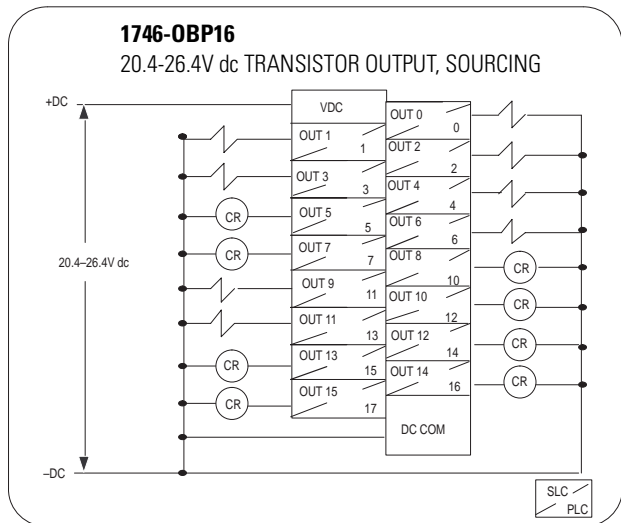 1746-OBP16
20.4-26.4V dc TRANSISTOR OUTPUT, SOURCING
+DC
VDC
OUT 0
0
OUT 1
1
OUT 2
2
OUT 3
3
OUT 4
4
CR
OUT 5
5
OUT 6
6
CR
OUT 7
7
OUT 8
10
CR
20.4–26.4V dc
OUT 9
11
OUT 10
12
CR
OUT 11
13
OUT 12
14
CR
CR
OUT 13
15
OUT 14
16
CR
CR
OUT 15
17
DC COM
–DC
SLC
PLC